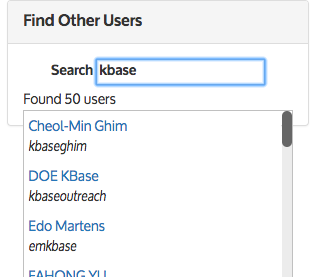 Find Other Users
Search kbase
Found 50 users
Cheol-Min Ghim
kbaseghim
DOE KBase
kbaseoutreach
Edo Martens
emkbase
FAHONG YU